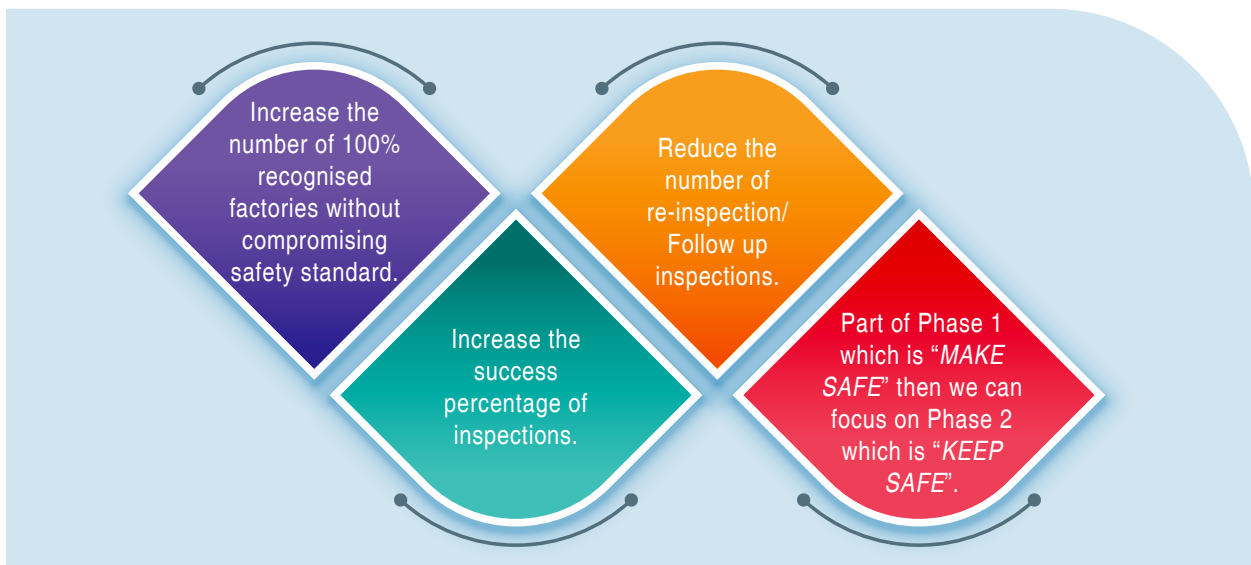 Increase the
number of 100%
recognised
factories without
compromising
safety standard.
Increase the
success
percentage of
inspections.
Reduce the
number of
re-inspection/
Follow up
inspections.
Part of Phase 1
which is “MAKE
SAFE” then we can
focus on Phase 2
which is “KEEP
SAFE”.